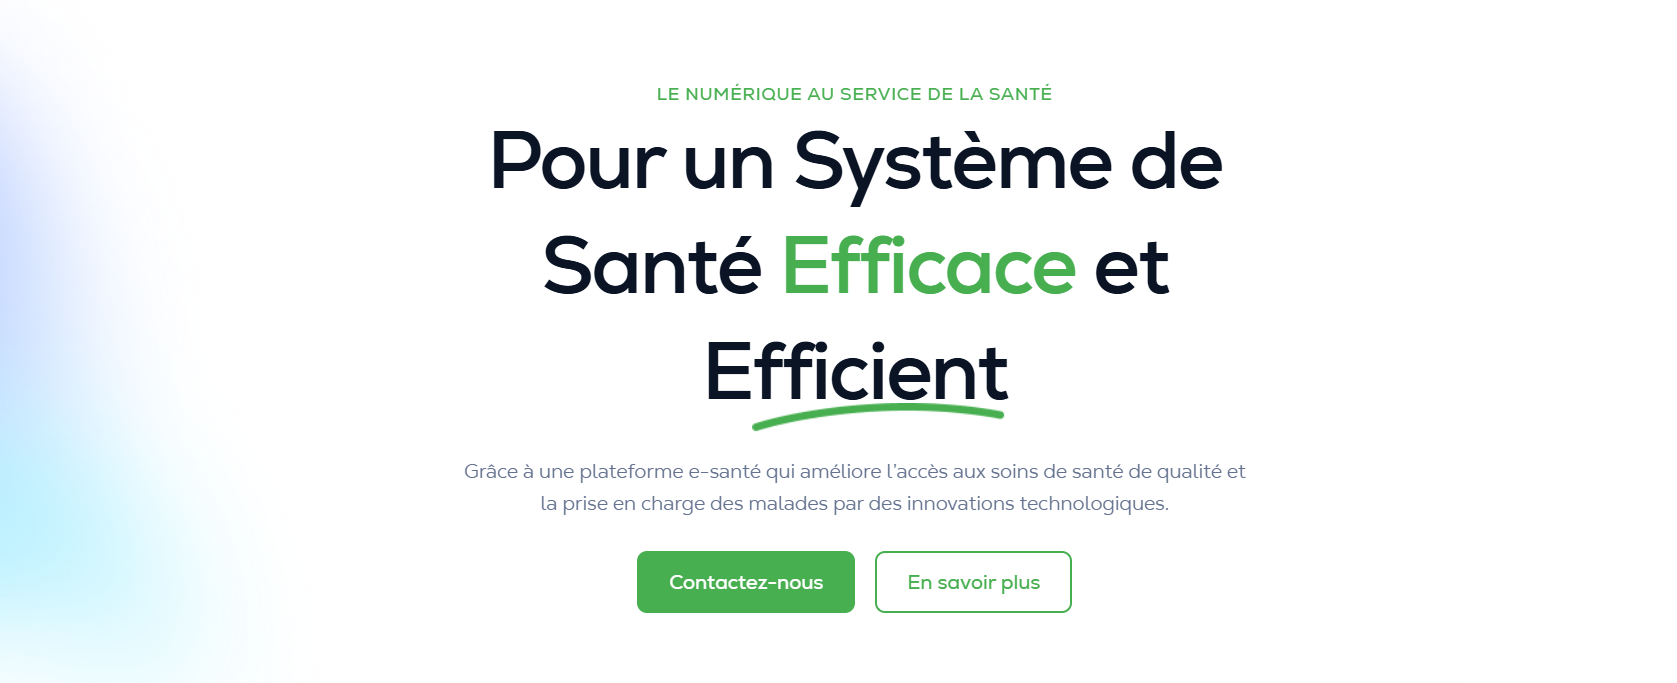 LE NUMÉRIQUE AU SERVICE DE LA SANTÉ
Pour un Système de
Santé Efficace et
Efficient
Grâce à une plateforme e-santé qui améliore l'accès aux soins de santé de qualité et
la prise en charge des malades par des innovations technologiques.
Contactez-nous
En savoir plus